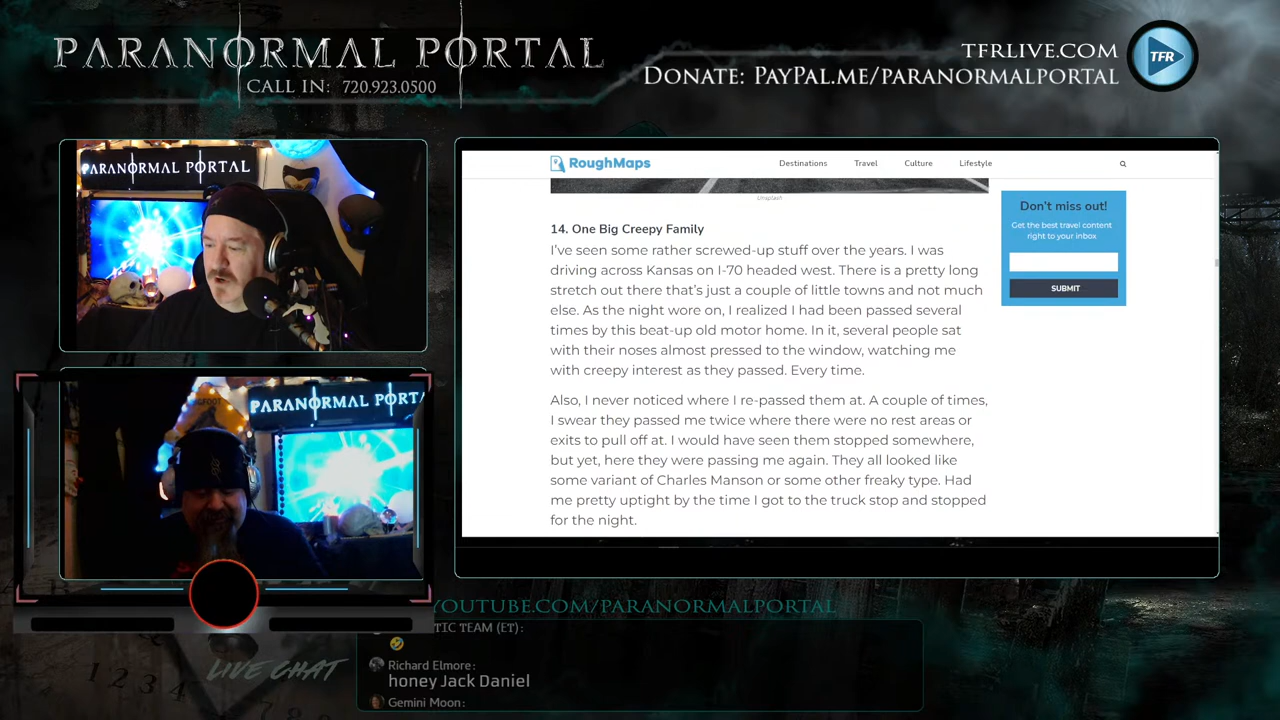 PARANORMAL PORTAL
CALL IN: 720.923.0500
TFRLIVE.COM
DONATE: PAYPAL.ME/PARANORMALPORTAL
TFR
PARANORMAL PORTAL
RoughMaps
Destinations
Travel
Culture
Lifestyle
Unsplash
14. One Big Creepy Family
I've seen some rather screwed-up stuff over the years. I was
driving across Kansas on I-70 headed west. There is a pretty long
stretch out there that's just a couple of little towns and not much
else. As the night wore on, I realized I had been passed several
times by this beat-up old motor home. In it, several people sat
with their noses almost pressed to the window, watching me
with creepy interest as they passed. Every time.
Also, I never noticed where I re-passed them at. A couple of times,
I swear they passed me twice where there were no rest areas or
exits to pull off at. I would have seen them stopped somewhere,
but yet, here they were passing me again. They all looked like
some variant of Charles Manson or some other freaky type. Had
me pretty uptight by the time I got to the truck stop and stopped
for the night.
Don't miss out!
Get the best travel content
right to your inbox
SUBMIT
PARANORMAL PORTA
YOUTUBE.COM/PARANORMALPORTAL
LIVE CHAT
1 2 3 4
TIC TEAM (ET):
Richard Elmore:
honey Jack Daniel
Gemini Moon: